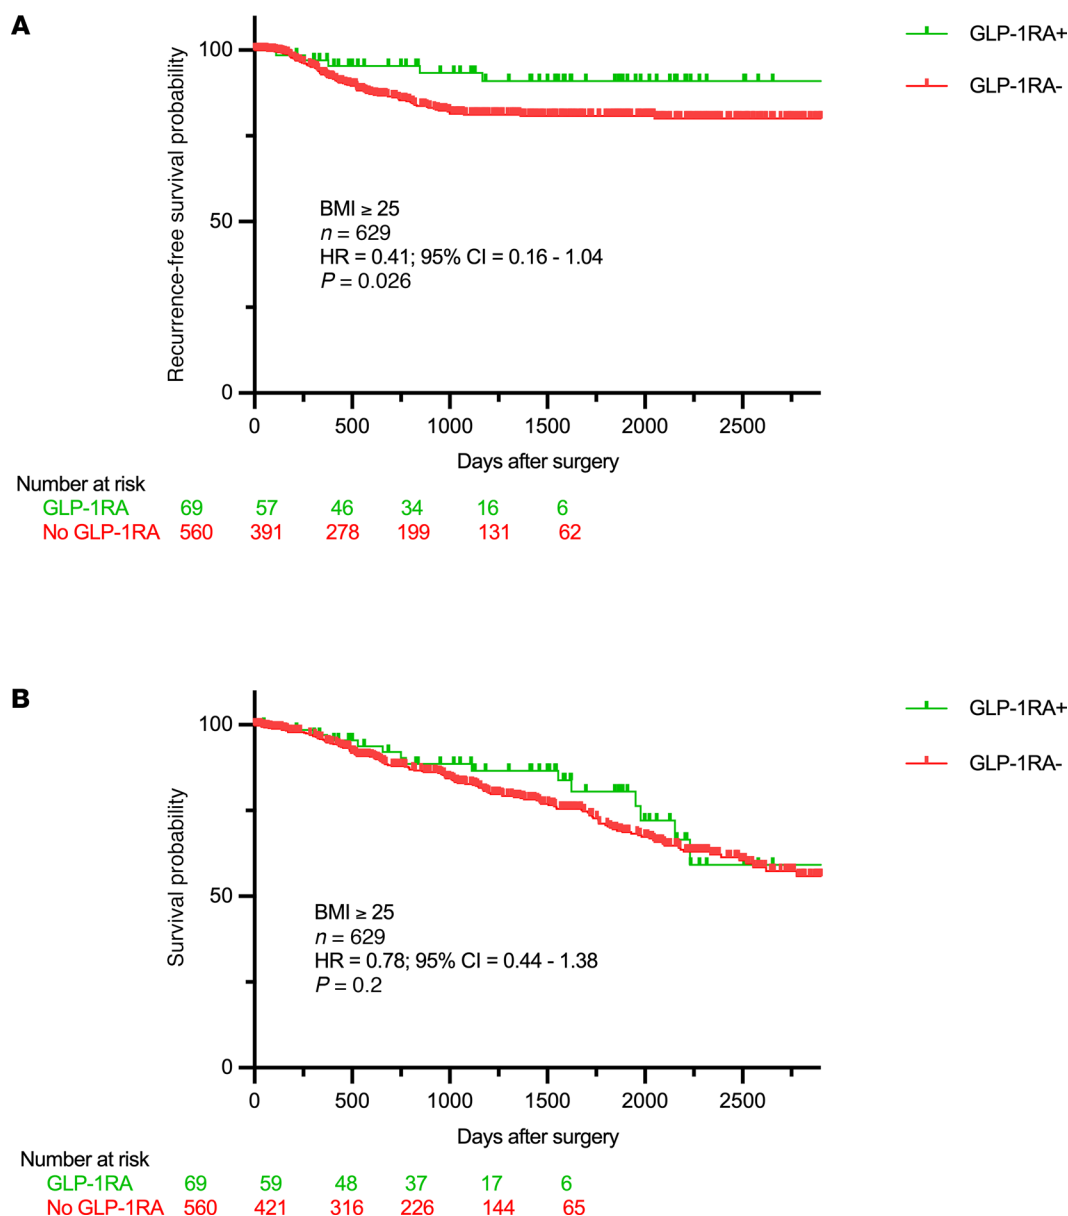 A
GLP-1RA+
GLP-1RA-
Recurrence-free survival probability
100
50
0
BMI ≥ 25
n = 629
HR = 0.41; 95% CI = 0.16 - 1.04
P = 0.026
0 500 1000 1500 2000 2500
Days after surgery
Number at risk
GLP-1RA 69 57 46 34 16 6
No GLP-1RA 560 391 278 199 131 62
B
GLP-1RA+
GLP-1RA-
Survival probability
100
50
0
BMI ≥ 25
n = 629
HR = 0.78; 95% CI = 0.44 - 1.38
P = 0.2
0 500 1000 1500 2000 2500
Days after surgery
Number at risk
GLP-1RA 69 59 48 37 17 6
No GLP-1RA 560 421 316 226 144 65